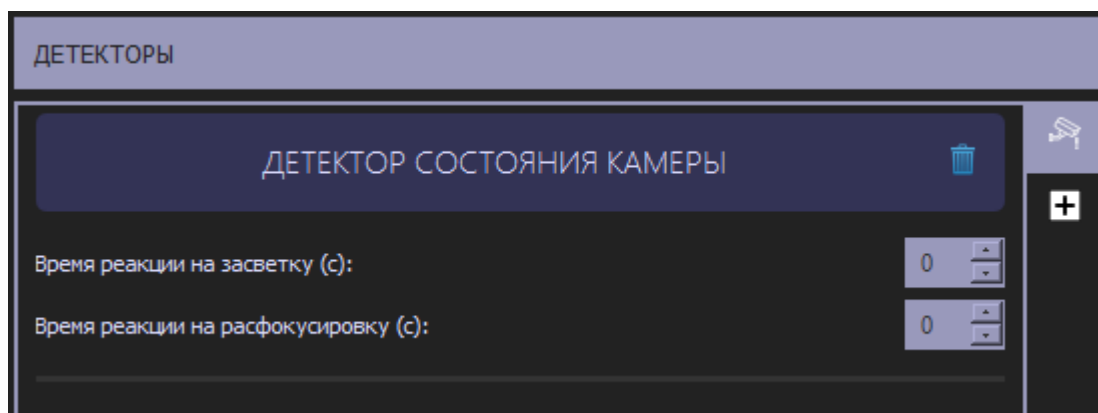 ДЕТЕКТОРЫ
ДЕТЕКТОР СОСТОЯНИЯ КАМЕРЫ
Время реакции на засветку (с): 0
Время реакции на расфокусировку (с): 0